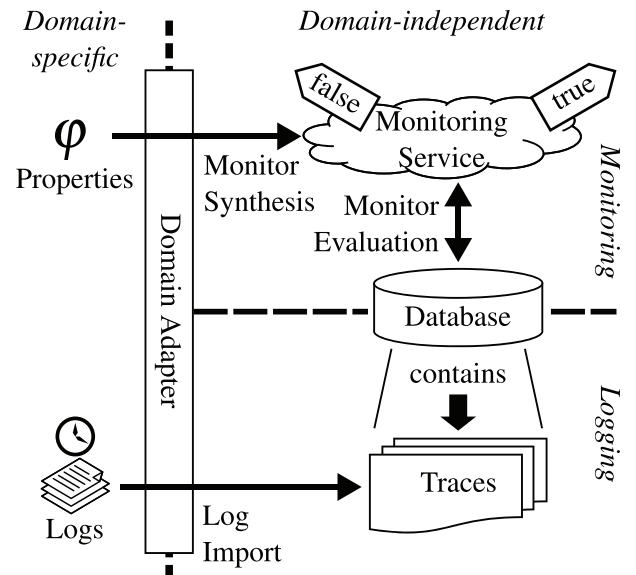 Domain-
specific
Domain-independent
false
true
φ
Properties
Monitor
Synthesis
Monitoring
Service
Monitor
Evaluation
Monitoring
Domain Adapter
Database
contains
Logging
Traces
Logs
Log
Import